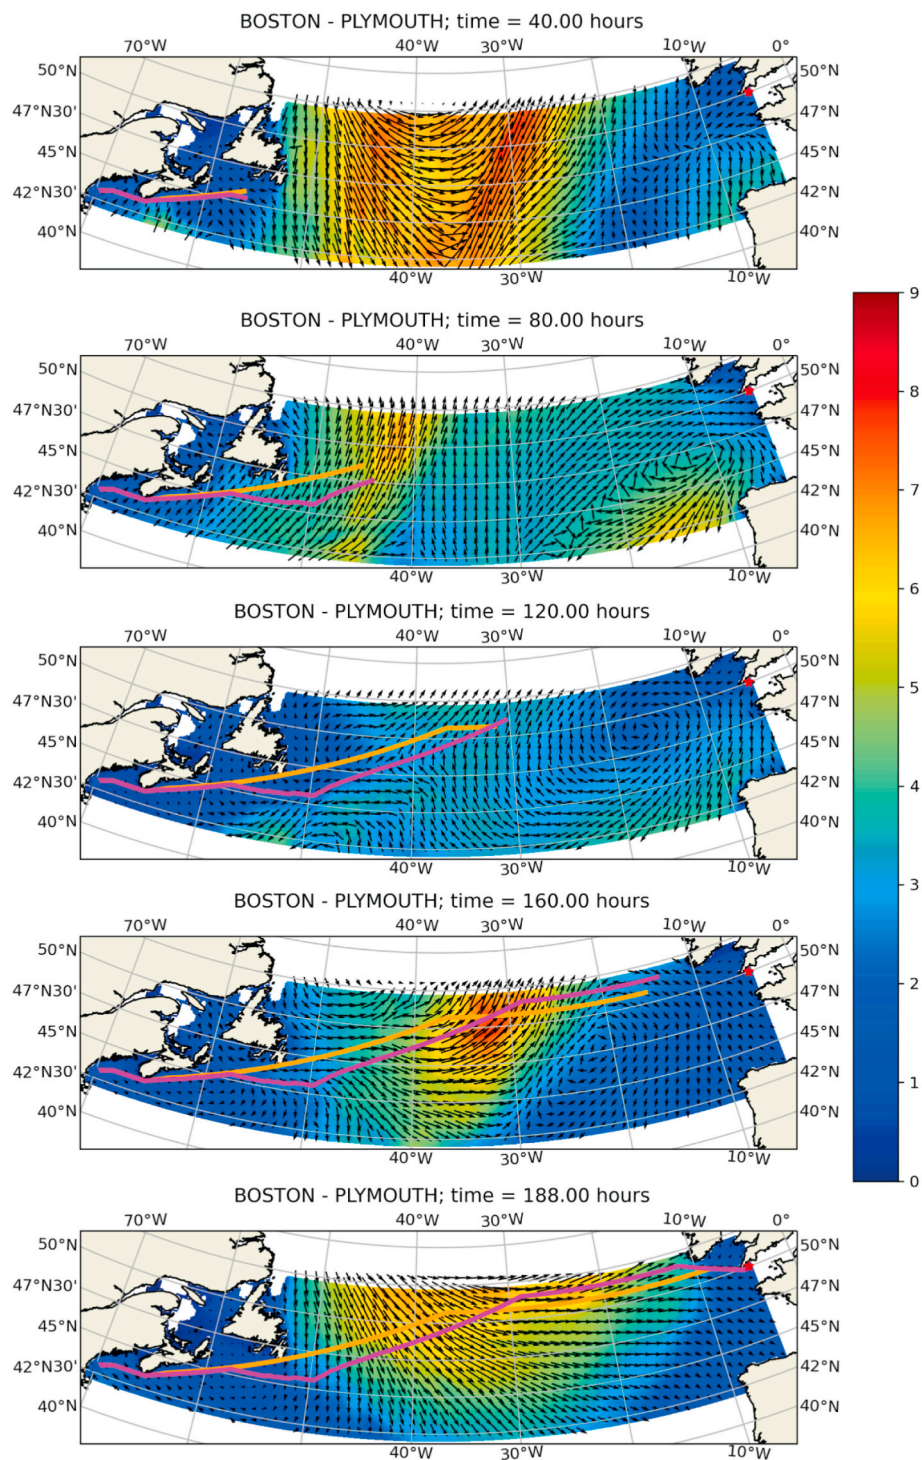 BOSTON - PLYMOUTH; time = 40.00 hours
70°W 40°W 30°W 10°W 0°
50°N 50°N
47°N30' 47°N30'
45°N 45°N
42°N30' 42°N30'
40°N 40°N
40°W 30°W 10°W
BOSTON - PLYMOUTH; time = 80.00 hours
70°W 40°W 30°W 10°W 0°
50°N 50°N
47°N30' 47°N30'
45°N 45°N
42°N30' 42°N30'
40°N 40°N
40°W 30°W 10°W
BOSTON - PLYMOUTH; time = 120.00 hours
70°W 40°W 30°W 10°W 0°
50°N 50°N
47°N30' 47°N30'
45°N 45°N
42°N30' 42°N30'
40°N 40°N
40°W 30°W 10°W
BOSTON - PLYMOUTH; time = 160.00 hours
70°W 40°W 30°W 10°W 0°
50°N 50°N
47°N30' 47°N30'
45°N 45°N
42°N30' 42°N30'
40°N 40°N
40°W 30°W 10°W
BOSTON - PLYMOUTH; time = 188.00 hours
70°W 40°W 30°W 10°W 0°
50°N 50°N
47°N30' 47°N30'
45°N 45°N
42°N30' 42°N30'
40°N 40°N
40°W 30°W 10°W
9
8
7
6
5
4
3
2
1
0